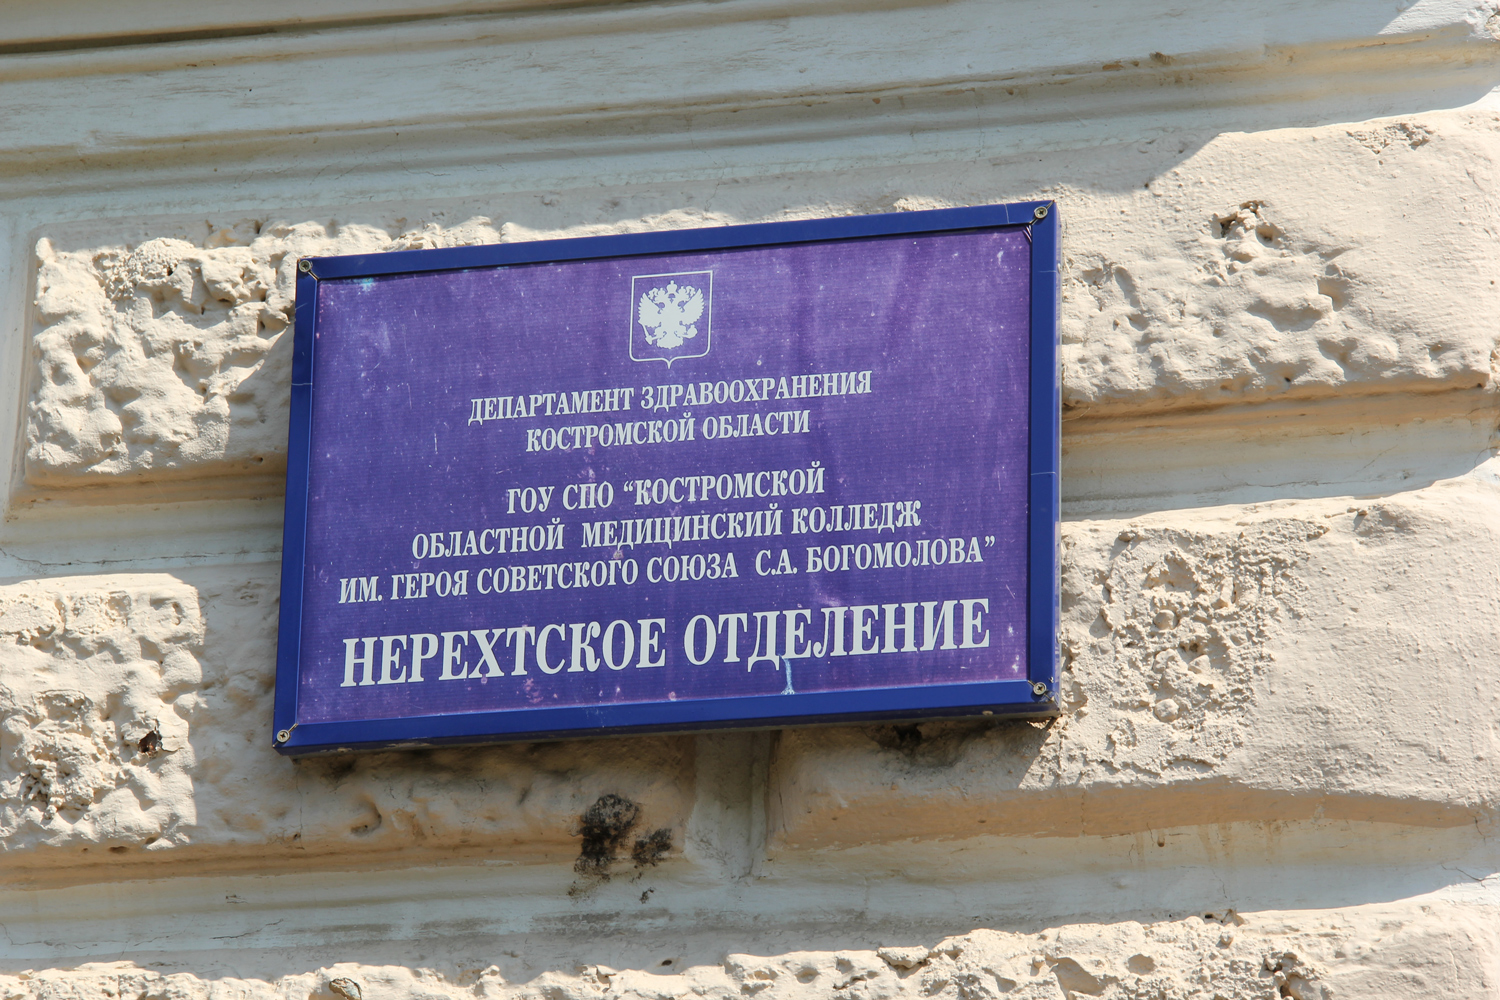 ДЕПАРТАМЕНТ ЗДРАВООХРАНЕНИЯ
КОСТРОМСКОЙ ОБЛАСТИ
ГОУ СПО “КОСТРОМСКОЙ
ОБЛАСТНОЙ МЕДИЦИНСКИЙ КОЛЛЕДЖ
ИМ. ГЕРОЯ СОВЕТСКОГО СОЮЗА С.А. БОГОМОЛОВА”
НЕРЕХТСКОЕ ОТДЕЛЕНИЕ